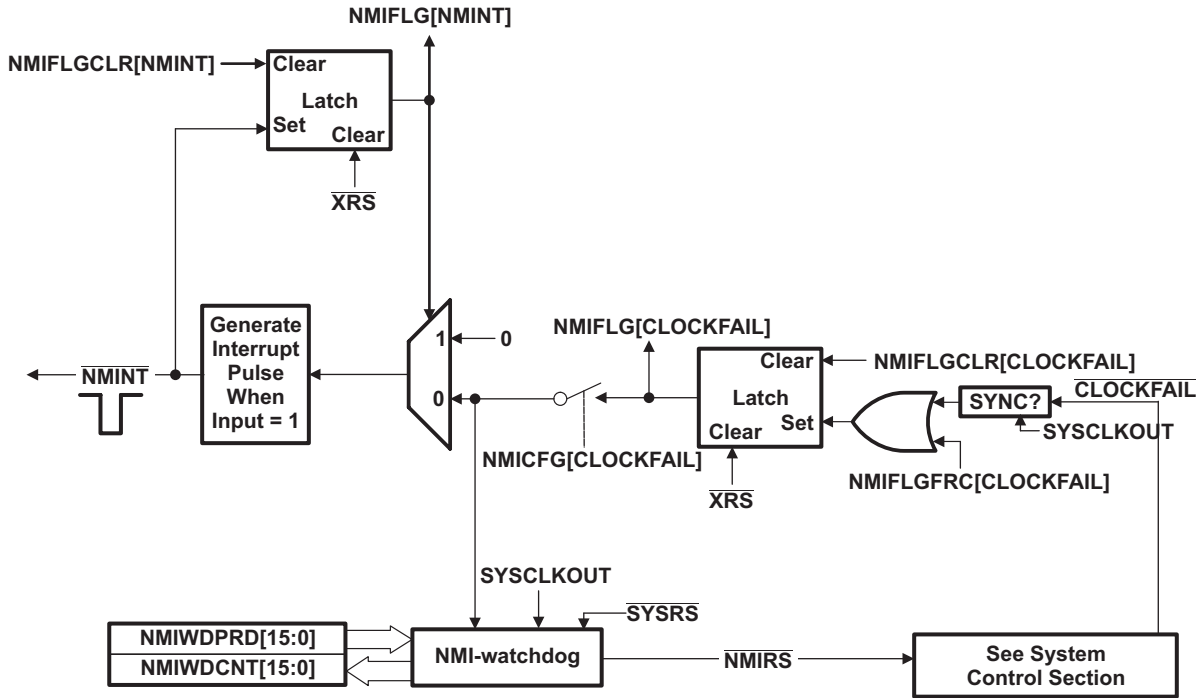 NMIFLG[NMINT]
NMIFLGCLR[NMINT]
Clear
Latch
Set
Clear
XRS
Generate
Interrupt
Pulse
When
Input = 1
NMINT
1
0
0
NMIFLG[CLOCKFAIL]
NMICFG[CLOCKFAIL]
Clear
Latch
Set
Clear
XRS
NMIFLGCLR[CLOCKFAIL]
CLOCKFAIL
SYNC?
SYSCLKOUT
NMIFLGFRC[CLOCKFAIL]
SYSCLKOUT
SYSRS
NMIWDPRD[15:0]
NMIWDCNT[15:0]
NMI-watchdog
NMIRS
See System
Control Section